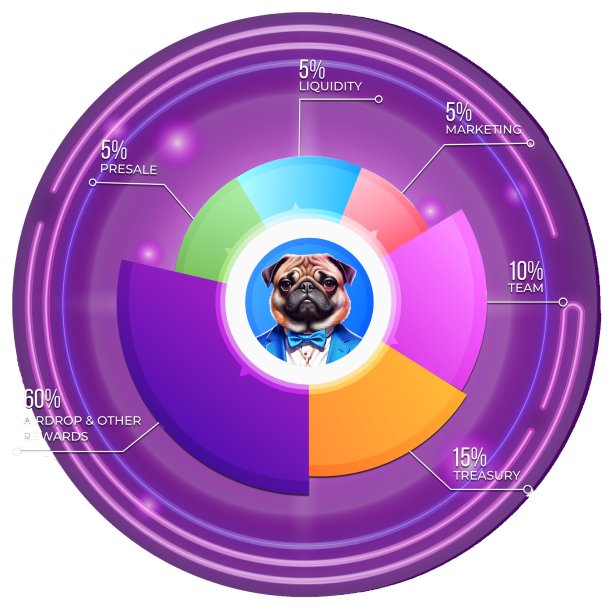 5%
LIQUIDITY
5%
MARKETING
5%
PRESALE
10%
TEAM
60%
AIRDROP & OTHER
REWARDS
15%
TREASURY